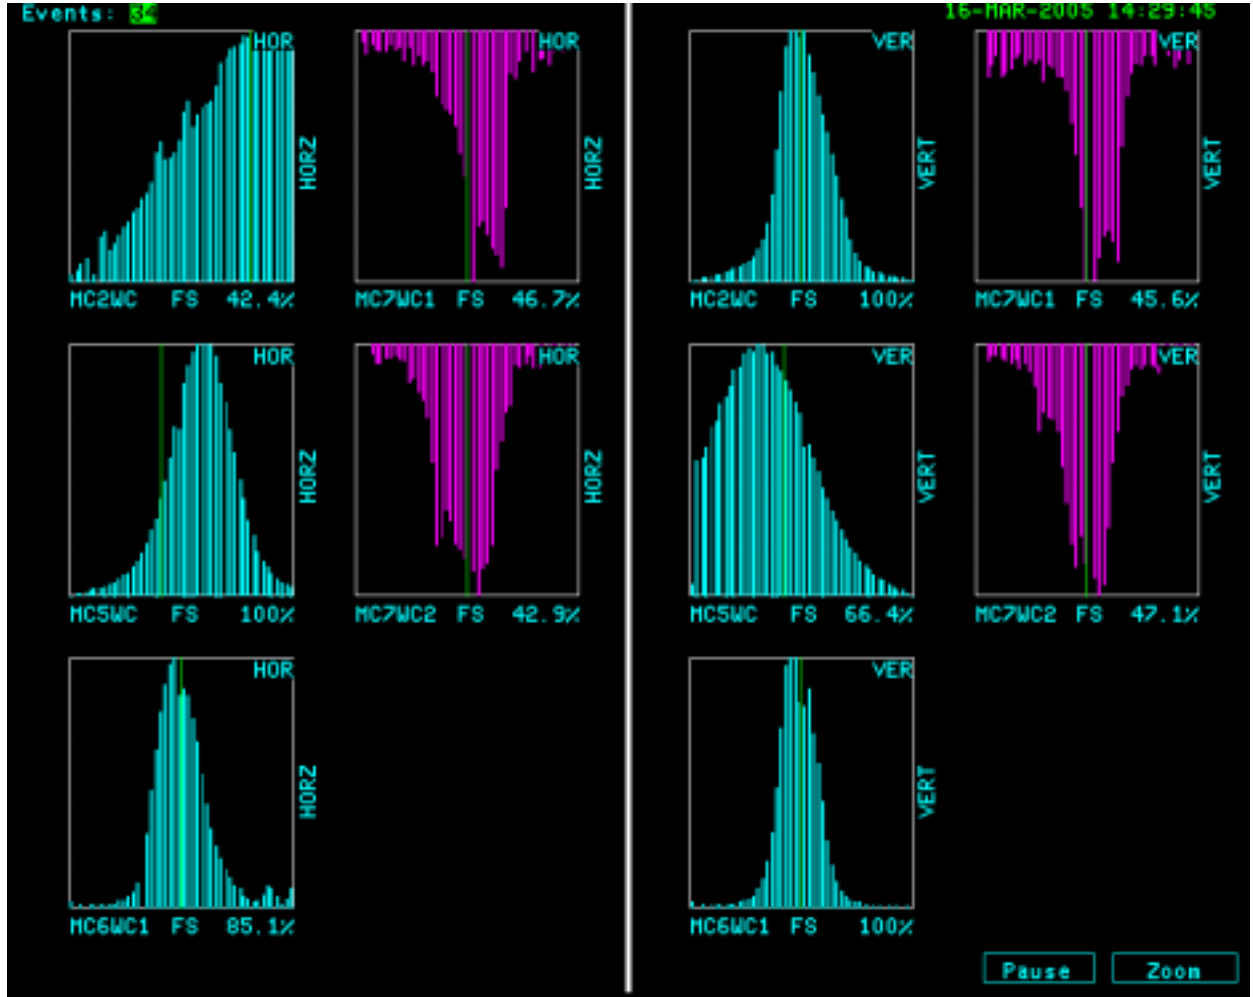 Events: 16-MAR-2005 14:29:45
HOR HOR VER VER
HORZ HORZ VERT VERT
MC2WC FS 42.4% MC7WC1 FS 46.7% MC2WC FS 100% MC7WC1 FS 45.6%
HOR HOR VER VER
HORZ HORZ VERT VERT
MC5WC FS 100% MC7WC2 FS 42.9% MC5WC FS 66.4% MC7WC2 FS 47.1%
HOR VER
HORZ VERT
MC6WC1 FS 85.1% MC6WC1 FS 100%
Pause Zoom